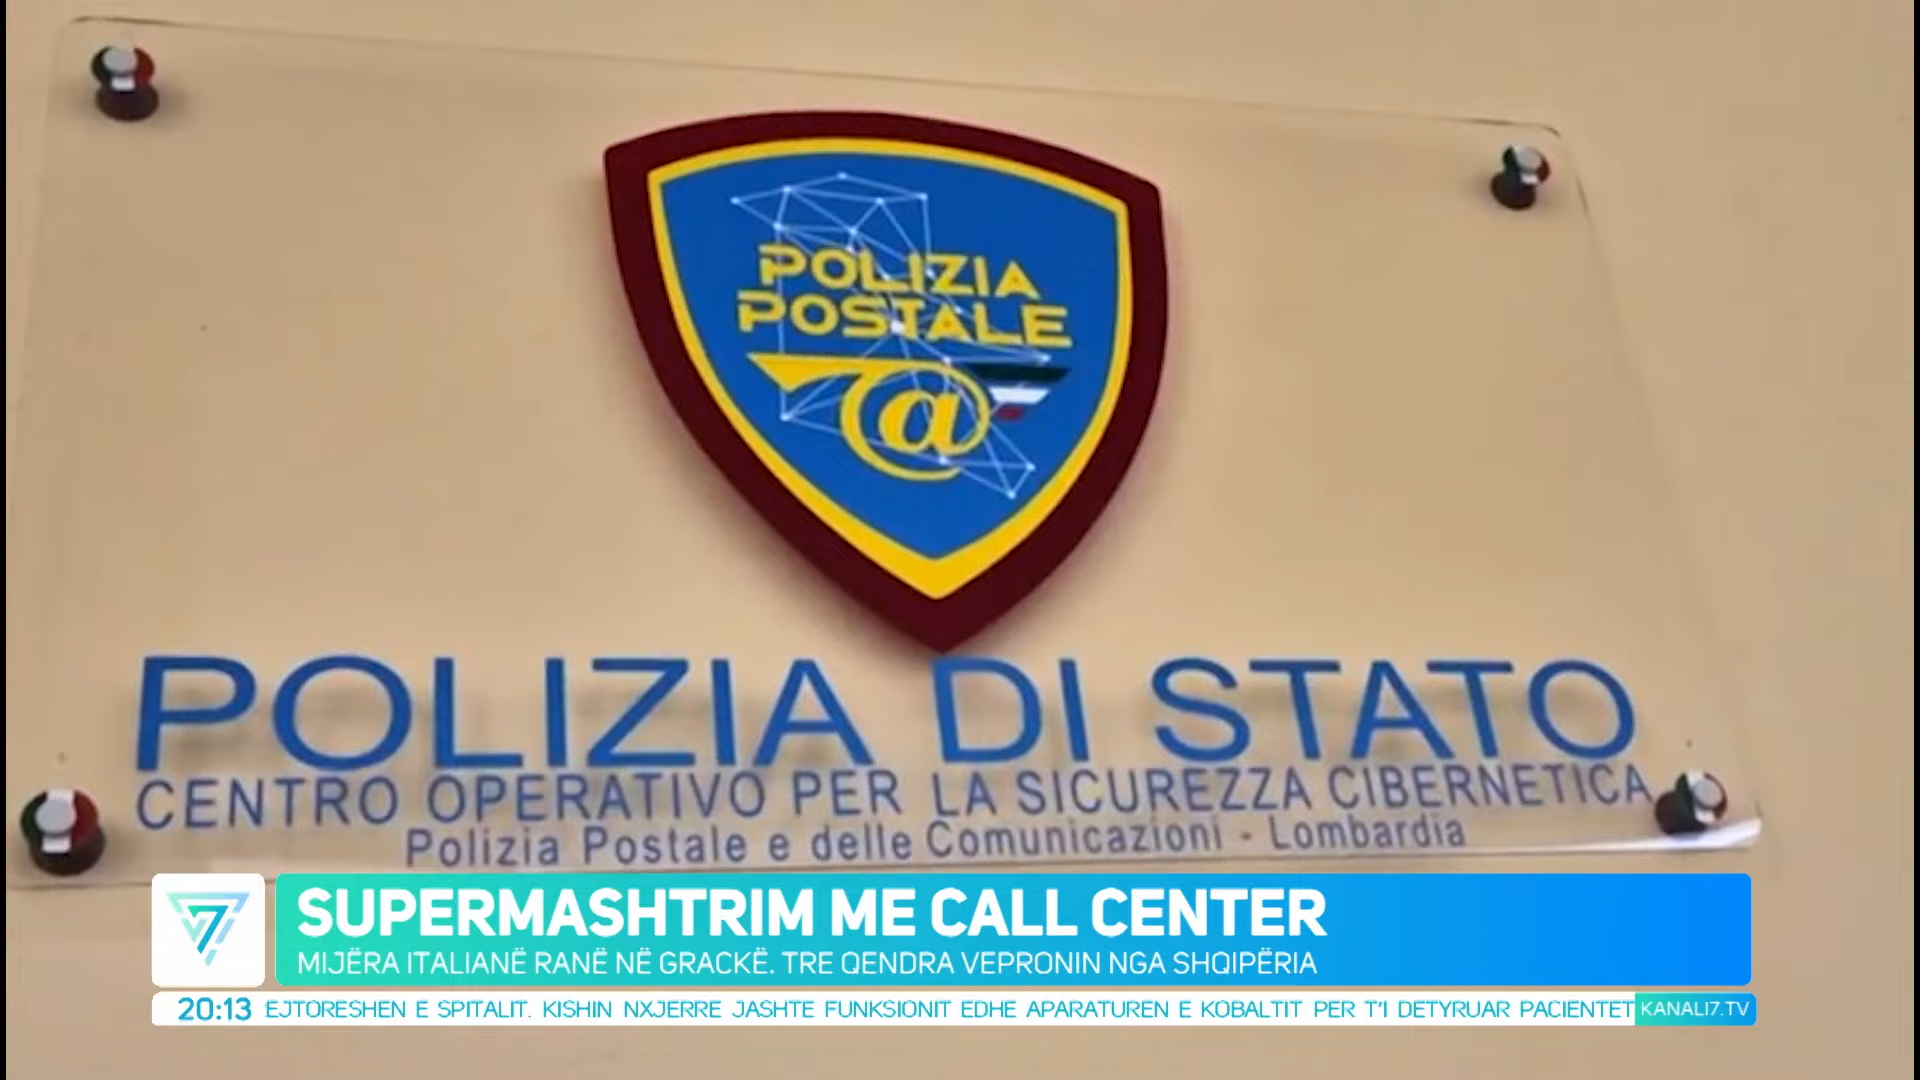 POLIZIA
POSTALE
@
POLIZIA DI STATO
CENTRO OPERATIVO PER LA SICUREZZA CIBERNETICA
Polizia Postale e delle Comunicazioni - Lombardia
SUPERMASHTRIM ME CALL CENTER
MIJËRA ITALIANË RANË NË GRACKË. TRE QENDRA VEPRONIN NGA SHQIPËRIA
20:13 EJTORESHEN E SPITALIT. KISHIN NXJERRE JASHTE FUNKSIONIT EDHE APARATUREN E KOBALTIT PER T'I DETYRUAR PACIENTET KANALI7.TV